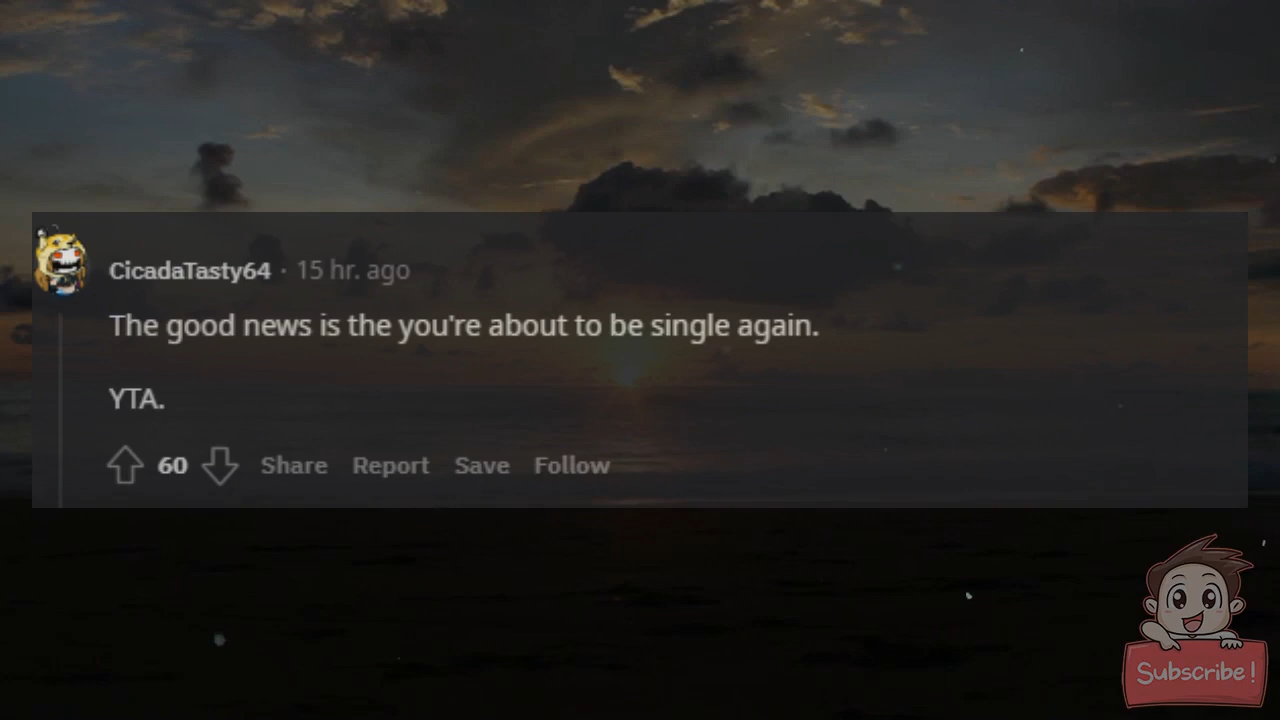 CicadaTasty64 · 15 hr. ago
The good news is the you're about to be single again.
YTA.
60 Share Report Save Follow
Subscribe!